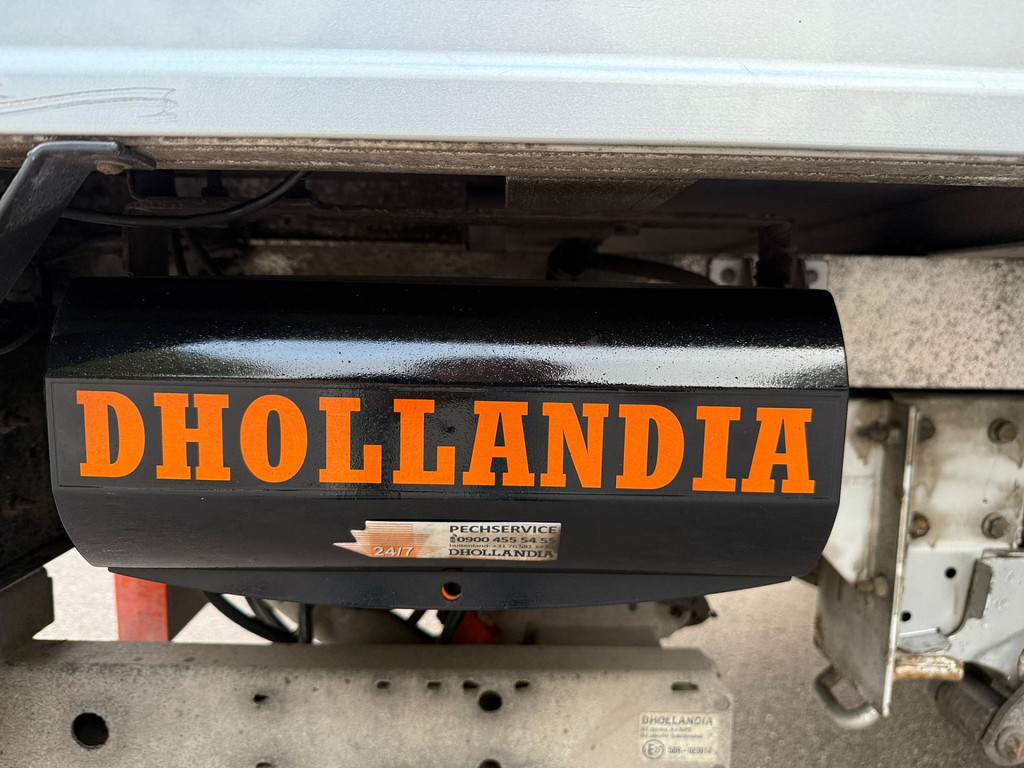 DHOLLANDIA
PECHSERVICE
0900 455 54 55
24/7
DHOLLANDIA
DHOLLANDIA